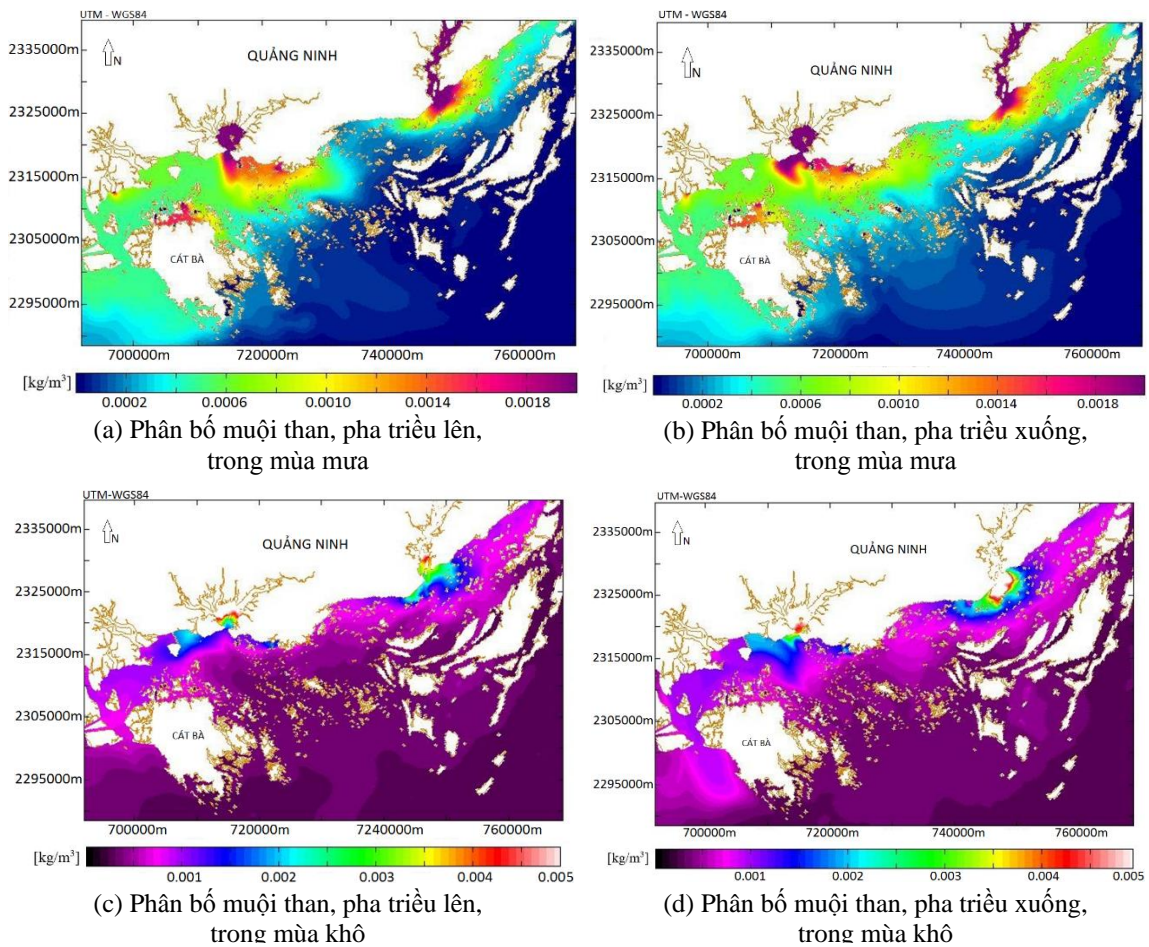 UTM - WGS84
2335000m
N
QUẢNG NINH
2325000m
2315000m
2305000m
CÁT BÀ
2295000m
700000m 720000m 740000m 760000m
[kg/m³]
0.0002 0.0006 0.0010 0.0014 0.0018
(a) Phân bố muội than, pha triều lên,
trong mùa mưa
UTM - WGS84
2335000m
N
QUẢNG NINH
2325000m
2315000m
2305000m
CÁT BÀ
2295000m
700000m 720000m 740000m 760000m
[kg/m³]
0.0002 0.0006 0.0010 0.0014 0.0018
(b) Phân bố muội than, pha triều xuống,
trong mùa mưa
UTM-WGS84
2335000m
N
QUẢNG NINH
2325000m
2315000m
2305000m
CÁT BÀ
2295000m
700000m 720000m 7240000m 760000m
[kg/m³]
0.001 0.002 0.003 0.004 0.005
(c) Phân bố muội than, pha triều lên,
trong mùa khô
UTM-WGS84
2335000m
N
QUẢNG NINH
2325000m
2315000m
2305000m
CÁT BÀ
2295000m
700000m 720000m 740000m 760000m
[kg/m³]
0.001 0.002 0.003 0.004 0.005
(d) Phân bố muội than, pha triều xuống,
trong mùa khô